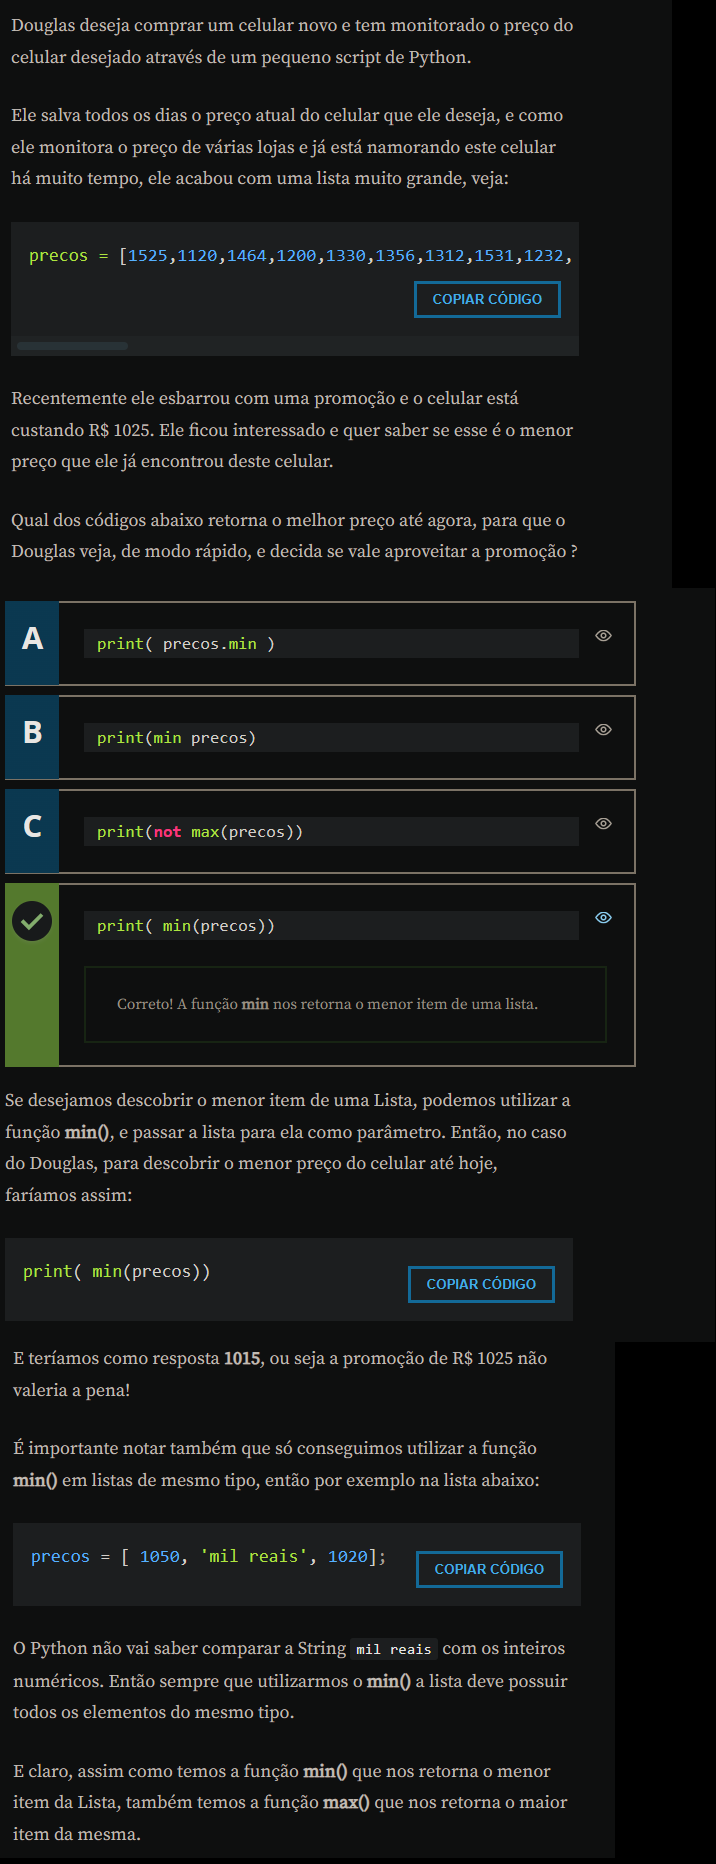 Douglas deseja comprar um celular novo e tem monitorado o preço do
celular desejado através de um pequeno script de Python.
Ele salva todos os dias o preço atual do celular que ele deseja, e como
ele monitora o preço de várias lojas e já está namorando este celular
há muito tempo, ele acabou com uma lista muito grande, veja:
precos = [1525,1120,1464,1200,1330,1356,1312,1531,1232,
COPIAR CÓDIGO
Recentemente ele esbarrou com uma promoção e o celular está
custando R$ 1025. Ele ficou interessado e quer saber se esse é o menor
preço que ele já encontrou deste celular.
Qual dos códigos abaixo retorna o melhor preço até agora, para que o
Douglas veja, de modo rápido, e decida se vale aproveitar a promoção ?
A
print( precos.min )
B
print(min precos)
C
print(not max(precos))
print( min(precos))
Correto! A função min nos retorna o menor item de uma lista.
Se desejamos descobrir o menor item de uma Lista, podemos utilizar a
função min(), e passar a lista para ela como parâmetro. Então, no caso
do Douglas, para descobrir o menor preço do celular até hoje,
faríamos assim:
print( min(precos))
COPIAR CÓDIGO
E teríamos como resposta 1015, ou seja a promoção de R$ 1025 não
valeria a pena!
É importante notar também que só conseguimos utilizar a função
min() em listas de mesmo tipo, então por exemplo na lista abaixo:
precos = [ 1050, 'mil reais', 1020];
COPIAR CÓDIGO
O Python não vai saber comparar a String mil reais com os inteiros
numéricos. Então sempre que utilizarmos o min() a lista deve possuir
todos os elementos do mesmo tipo.
E claro, assim como temos a função min() que nos retorna o menor
item da Lista, também temos a função max() que nos retorna o maior
item da mesma.